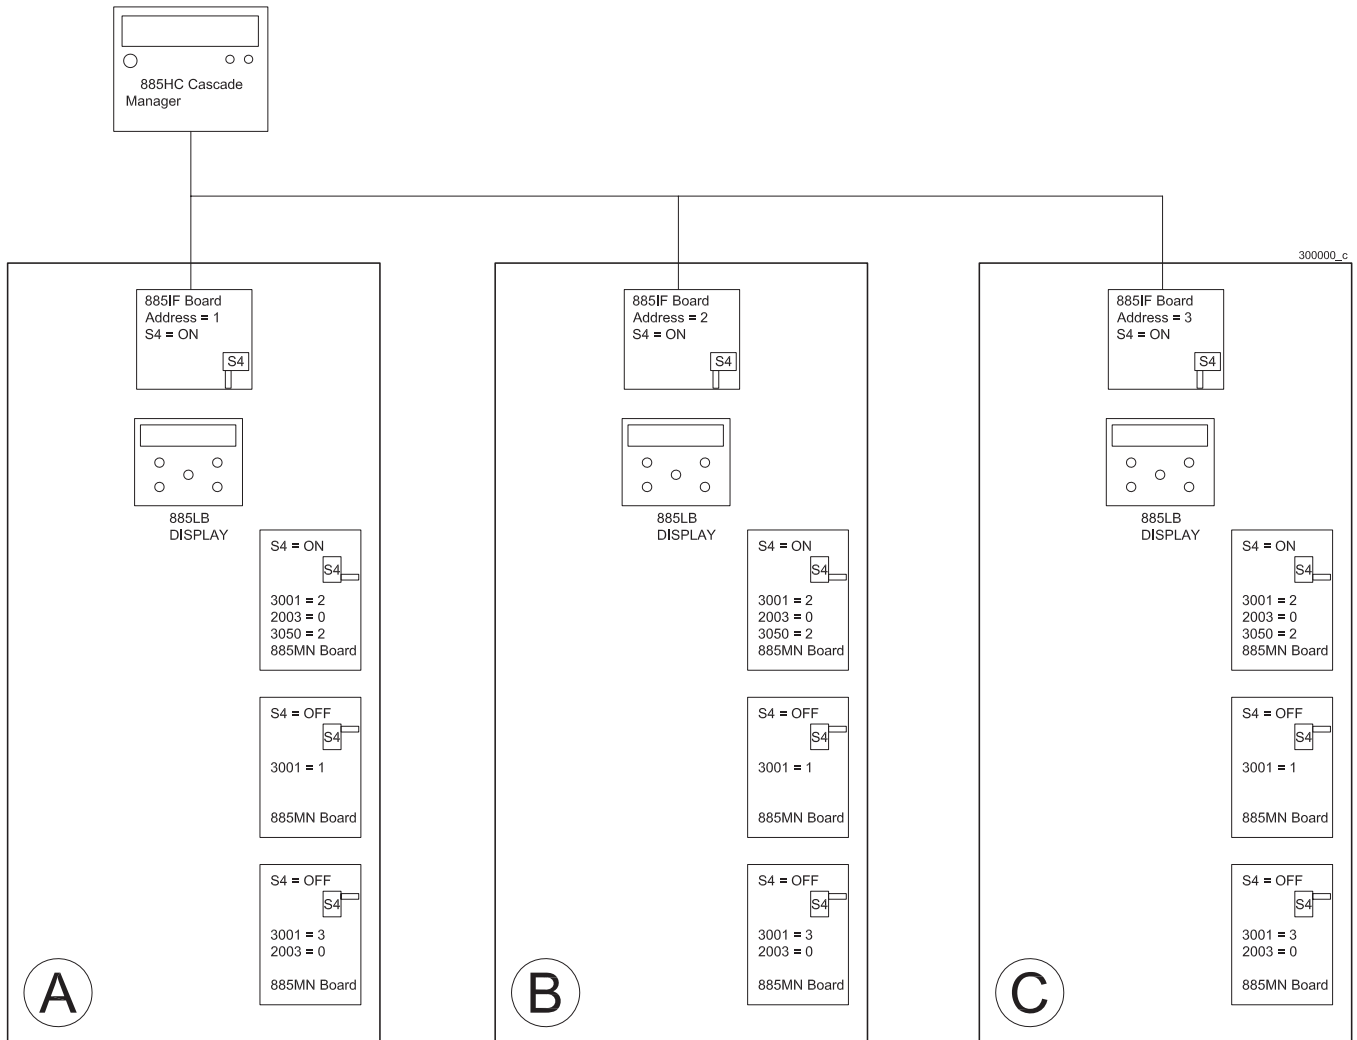 885HC Cascade
Manager
300000_c
885IF Board
Address = 1
S4 = ON
S4
885LB
DISPLAY
S4 = ON
S4
3001 = 2
2003 = 0
3050 = 2
885MN Board
S4 = OFF
S4
3001 = 1
885MN Board
S4 = OFF
S4
3001 = 3
2003 = 0
885MN Board
A
885IF Board
Address = 2
S4 = ON
S4
885LB
DISPLAY
S4 = ON
S4
3001 = 2
2003 = 0
3050 = 2
885MN Board
S4 = OFF
S4
3001 = 1
885MN Board
S4 = OFF
S4
3001 = 3
2003 = 0
885MN Board
B
885IF Board
Address = 3
S4 = ON
S4
885LB
DISPLAY
S4 = ON
S4
3001 = 2
2003 = 0
3050 = 2
885MN Board
S4 = OFF
S4
3001 = 1
885MN Board
S4 = OFF
S4
3001 = 3
2003 = 0
885MN Board
C